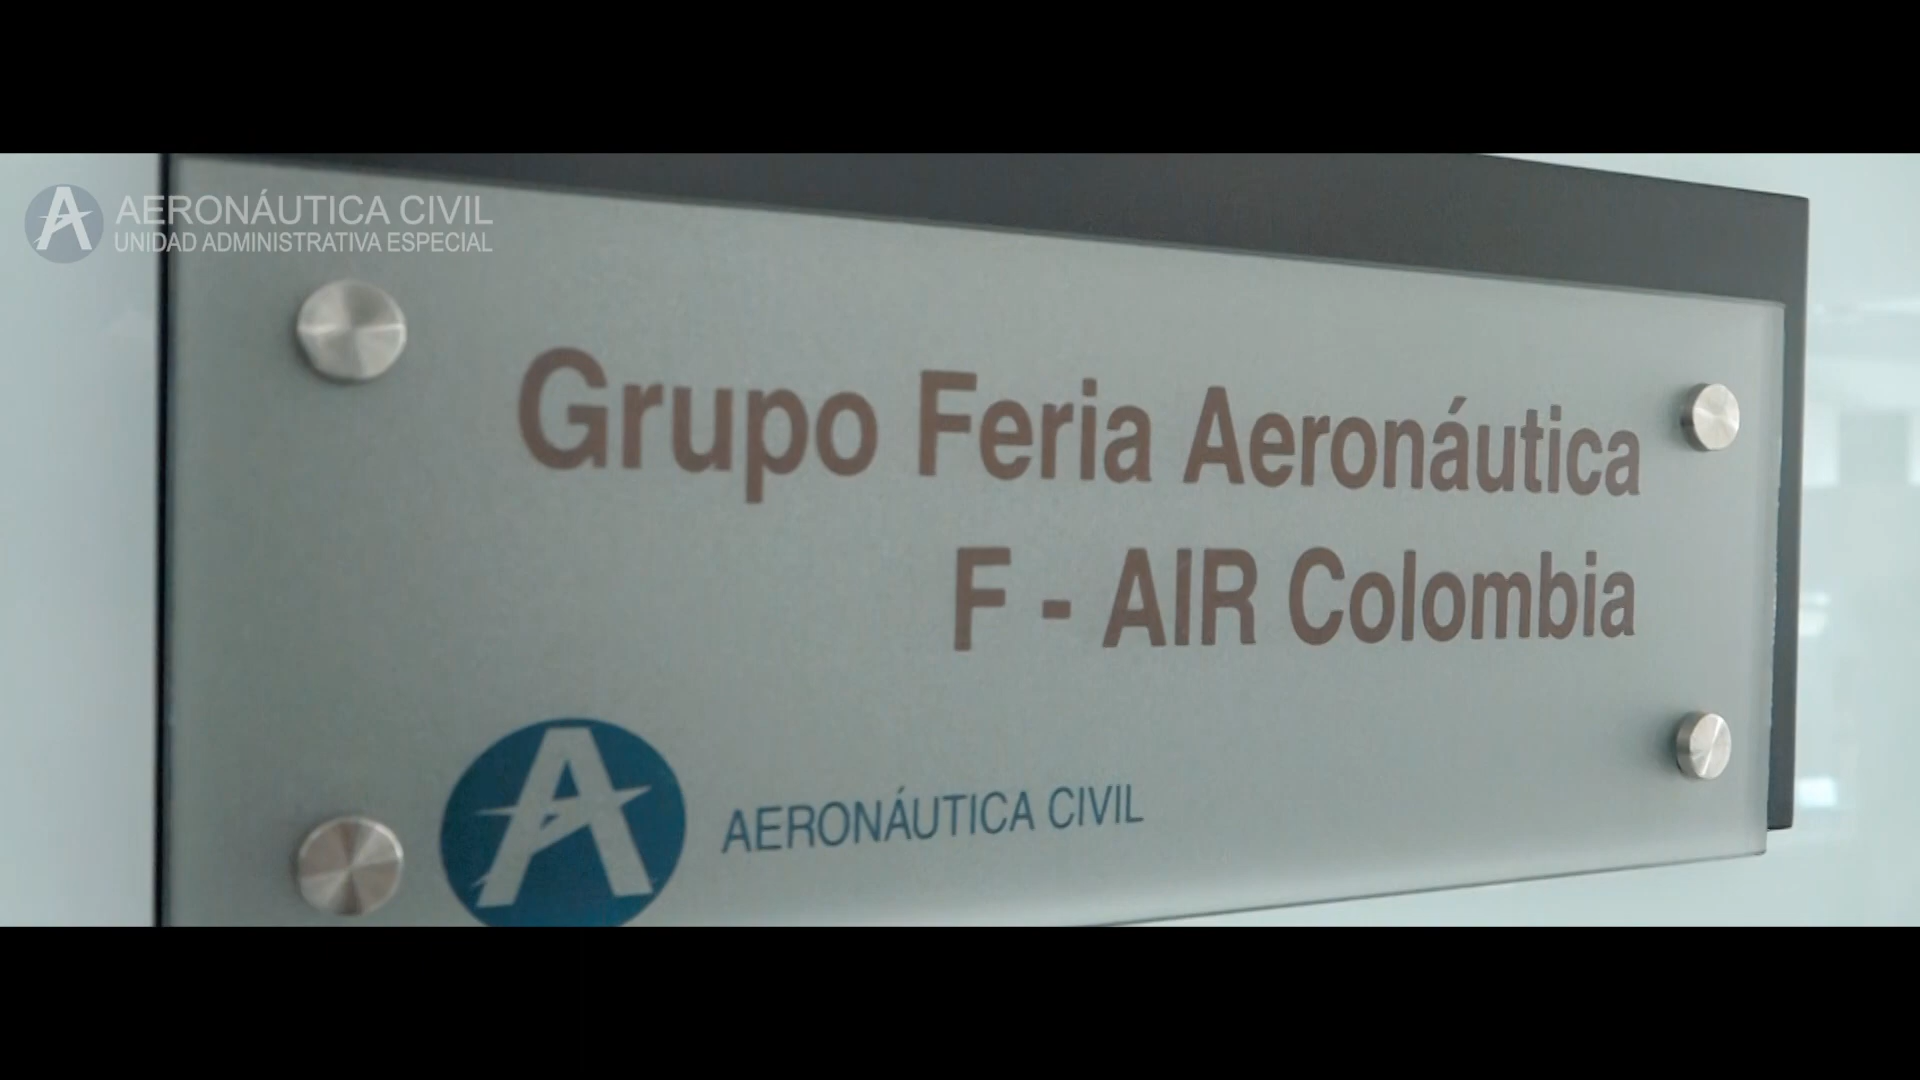 AERONÁUTICA CIVIL
UNIDAD ADMINISTRATIVA ESPECIAL
Grupo Feria Aeronáutica
F - AIR Colombia
AERONÁUTICA CIVIL